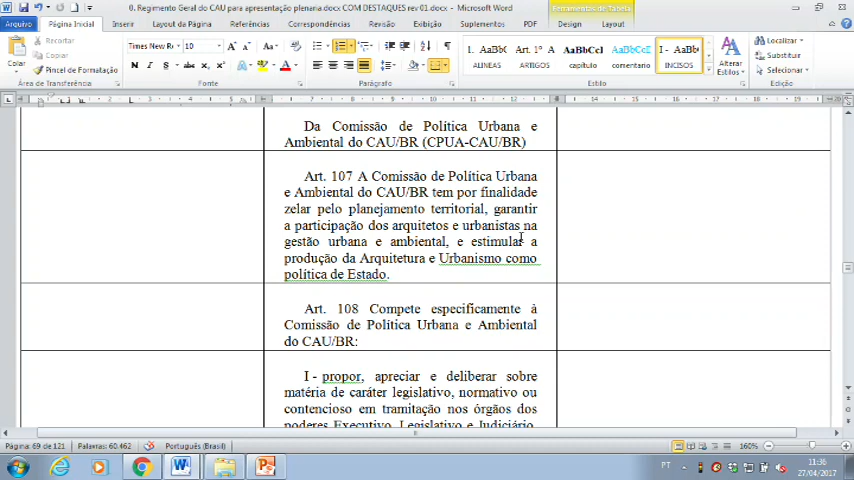 0. Regimento Geral do CAU para apresentação plenaria.docx COM DESTAQUES rev 01.docx - Microsoft Word
Ferramentas de Tabela
Arquivo Página Inicial Inserir Layout da Página Referências Correspondências Revisão Exibição Suplementos PDF Design Layout
Colar
Recortar
Copiar
Pincel de Formatação
Área de Transferência
Times New Ro 10
N I S abc
Fonte
Parágrafo
1. AaBbC
ALINEAS
Art. 1º A
ARTIGOS
AaBbCcI
capítulo
AaBbCcE
comentario
I - AaBb
INCISOS
Estilo
Alterar
Estilos
Localizar
Substituir
Selecionar
Edição
Da Comissão de Política Urbana e
Ambiental do CAU/BR (CPUA-CAU/BR)
Art. 107 A Comissão de Política Urbana
e Ambiental do CAU/BR tem por finalidade
zelar pelo planejamento territorial, garantir
a participação dos arquitetos e urbanistas na
gestão urbana e ambiental, e estimular a
produção da Arquitetura e Urbanismo como
política de Estado.
Art. 108 Compete especificamente à
Comissão de Política Urbana e Ambiental
do CAU/BR:
I - propor, apreciar e deliberar sobre
matéria de caráter legislativo, normativo ou
contencioso em tramitação nos órgãos dos
poderes Executivo, Legislativo e Judiciário,
Página: 69 de 121 Palavras: 60.462 Português (Brasil) 160%
PT 11:36
27/04/2017